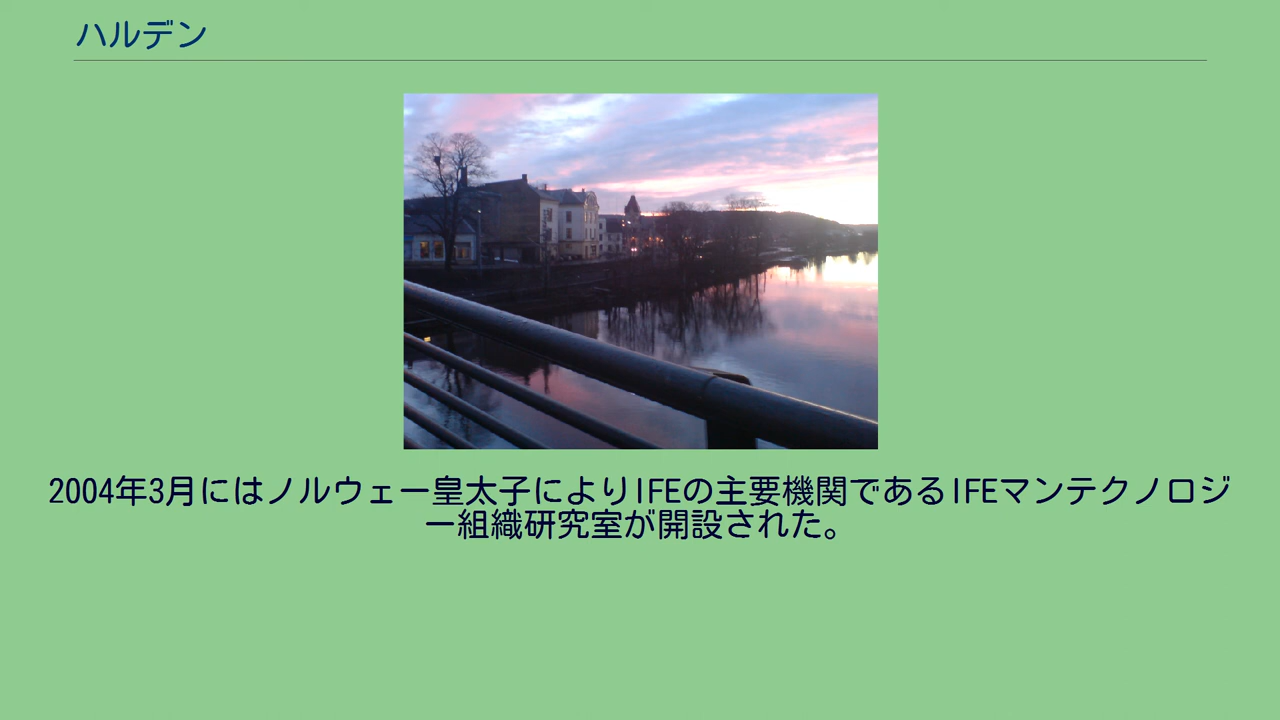 ハルデン
2004年3月にはノルウェー皇太子によりIFEの主要機関であるIFEマンテクノロジ
ー組織研究室が開設された。